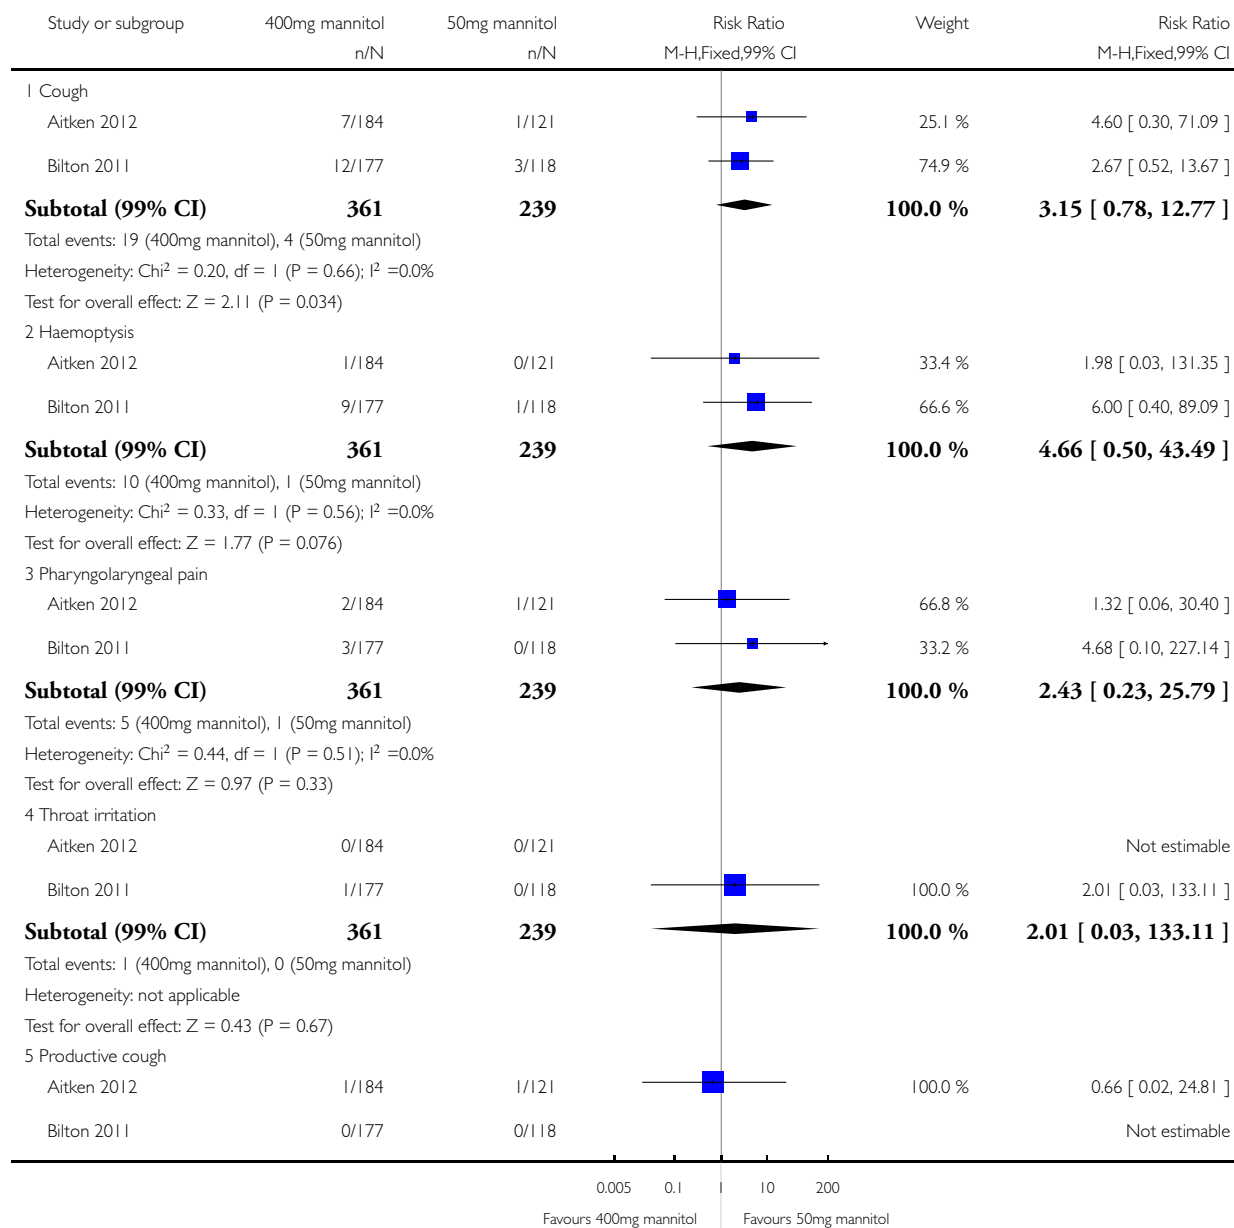 Study or subgroup 400mg mannitol 50mg mannitol Risk Ratio Weight Risk Ratio
n/N n/N M-H,Fixed,99% CI M-H,Fixed,99% CI
1 Cough
Aitken 2012 7/184 1/121 25.1 % 4.60 [ 0.30, 71.09 ]
Bilton 2011 12/177 3/118 74.9 % 2.67 [ 0.52, 13.67 ]
Subtotal (99% CI) 361 239 100.0 % 3.15 [ 0.78, 12.77 ]
Total events: 19 (400mg mannitol), 4 (50mg mannitol)
Heterogeneity: Chi² = 0.20, df = 1 (P = 0.66); I² =0.0%
Test for overall effect: Z = 2.11 (P = 0.034)
2 Haemoptysis
Aitken 2012 1/184 0/121 33.4 % 1.98 [ 0.03, 131.35 ]
Bilton 2011 9/177 1/118 66.6 % 6.00 [ 0.40, 89.09 ]
Subtotal (99% CI) 361 239 100.0 % 4.66 [ 0.50, 43.49 ]
Total events: 10 (400mg mannitol), 1 (50mg mannitol)
Heterogeneity: Chi² = 0.33, df = 1 (P = 0.56); I² =0.0%
Test for overall effect: Z = 1.77 (P = 0.076)
3 Pharyngolaryngeal pain
Aitken 2012 2/184 1/121 66.8 % 1.32 [ 0.06, 30.40 ]
Bilton 2011 3/177 0/118 33.2 % 4.68 [ 0.10, 227.14 ]
Subtotal (99% CI) 361 239 100.0 % 2.43 [ 0.23, 25.79 ]
Total events: 5 (400mg mannitol), 1 (50mg mannitol)
Heterogeneity: Chi² = 0.44, df = 1 (P = 0.51); I² =0.0%
Test for overall effect: Z = 0.97 (P = 0.33)
4 Throat irritation
Aitken 2012 0/184 0/121 Not estimable
Bilton 2011 1/177 0/118 100.0 % 2.01 [ 0.03, 133.11 ]
Subtotal (99% CI) 361 239 100.0 % 2.01 [ 0.03, 133.11 ]
Total events: 1 (400mg mannitol), 0 (50mg mannitol)
Heterogeneity: not applicable
Test for overall effect: Z = 0.43 (P = 0.67)
5 Productive cough
Aitken 2012 1/184 1/121 100.0 % 0.66 [ 0.02, 24.81 ]
Bilton 2011 0/177 0/118 Not estimable
0.005 0.1 1 10 200
Favours 400mg mannitol Favours 50mg mannitol